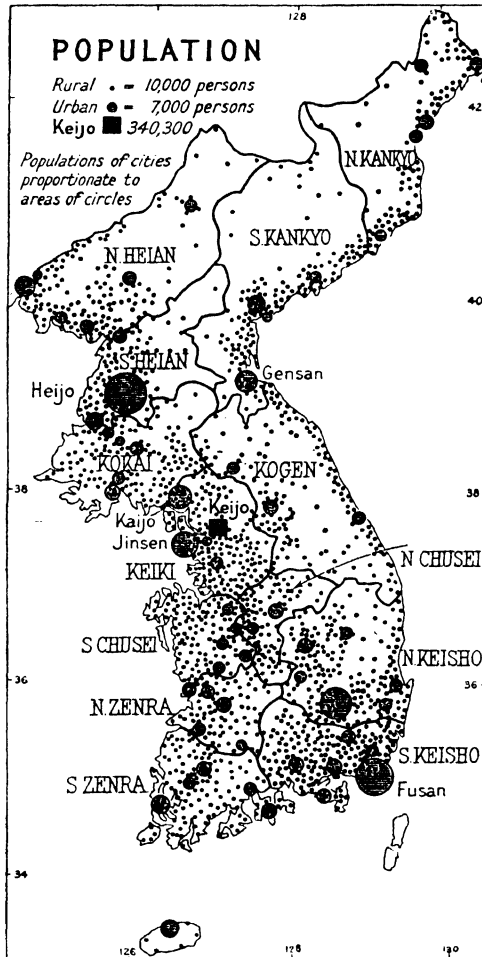 128
POPULATION
Rural • = 10,000 persons
Urban ● = 7,000 persons
Keijo ■ 340,300
Populations of cities
proportionate to
areas of circles
42
N.KANKYO
S.KANKYO
N.HEIAN
40
S.HEIAN
Gensan
Heijo
KOKAI
KOGEN
38
Keijo
Kaijo
Jinsen
N CHUSEI
KEIKI
S CHUSEI
N.KEISHO
36
N.ZENRA
S.KEISHO
S ZENRA
Fusan
34
126
128
130